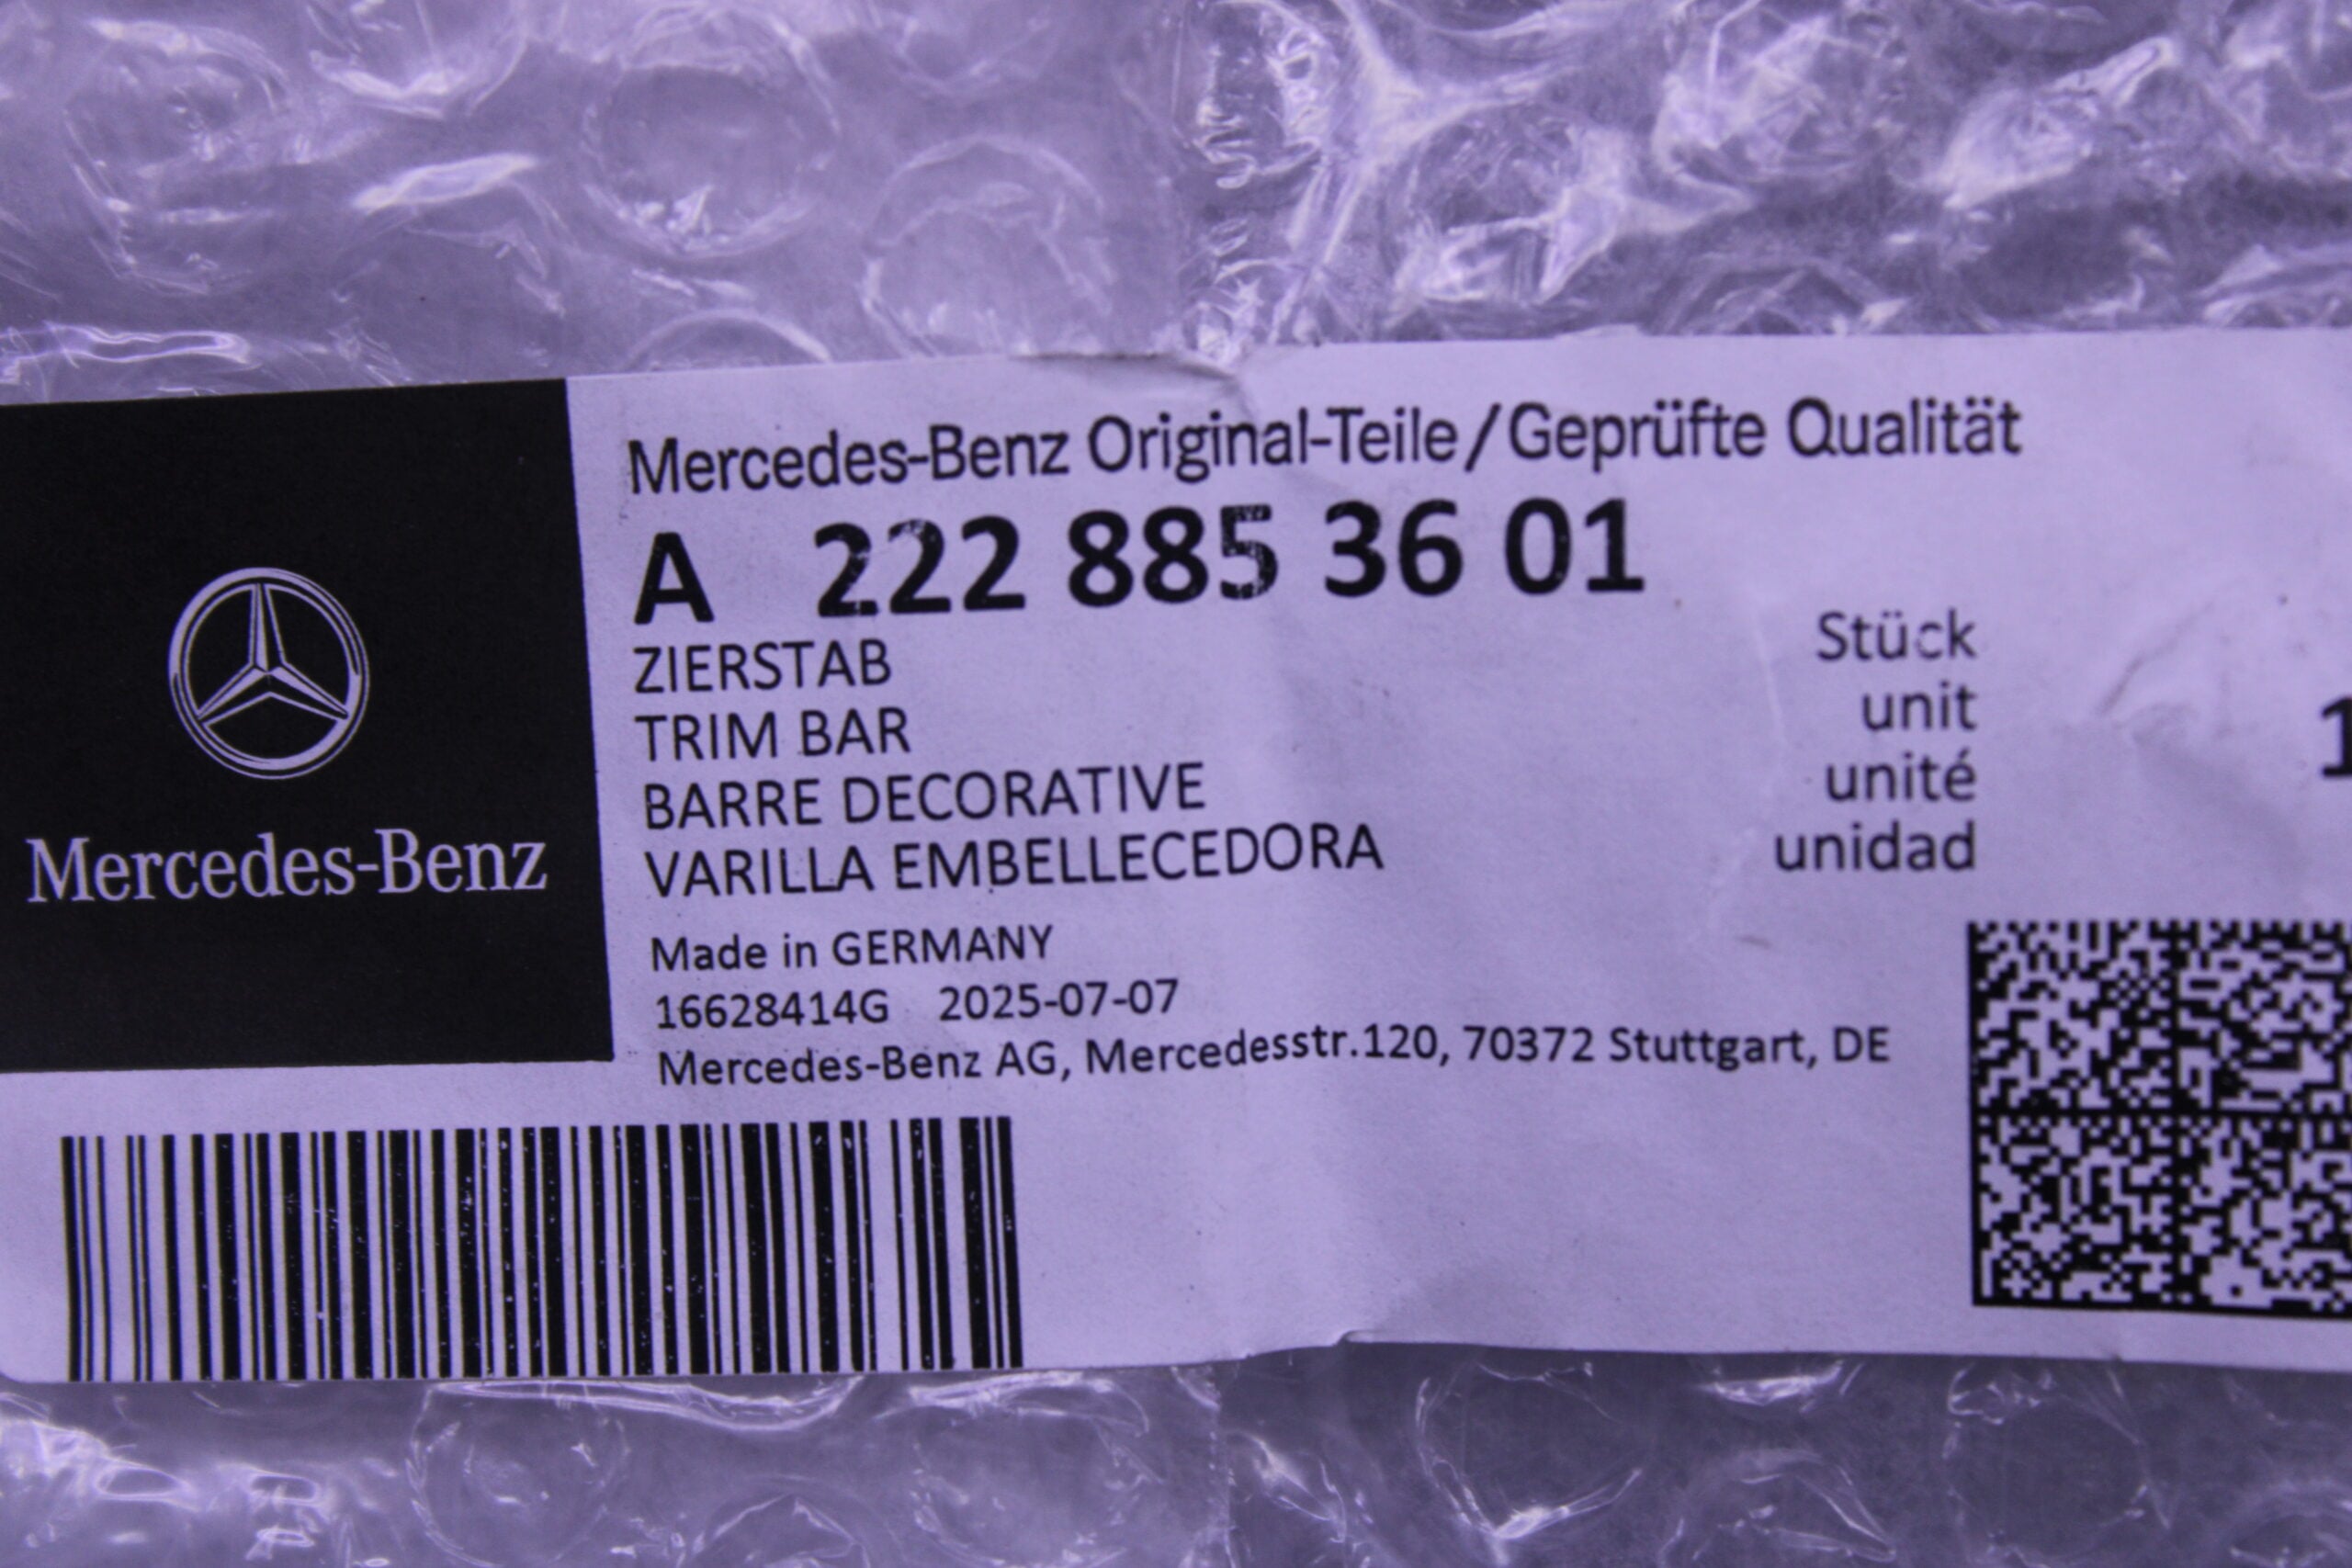 Mercedes-Benz Original-Teile/Geprüfte Qualität
A 222 885 36 01
ZIERSTAB
TRIM BAR
BARRE DECORATIVE
VARILLA EMBELLECEDORA
Stück
unit
unité
unidad
1
Made in GERMANY
16628414G 2025-07-07
Mercedes-Benz AG, Mercedesstr.120, 70372 Stuttgart, DE
Mercedes-Benz